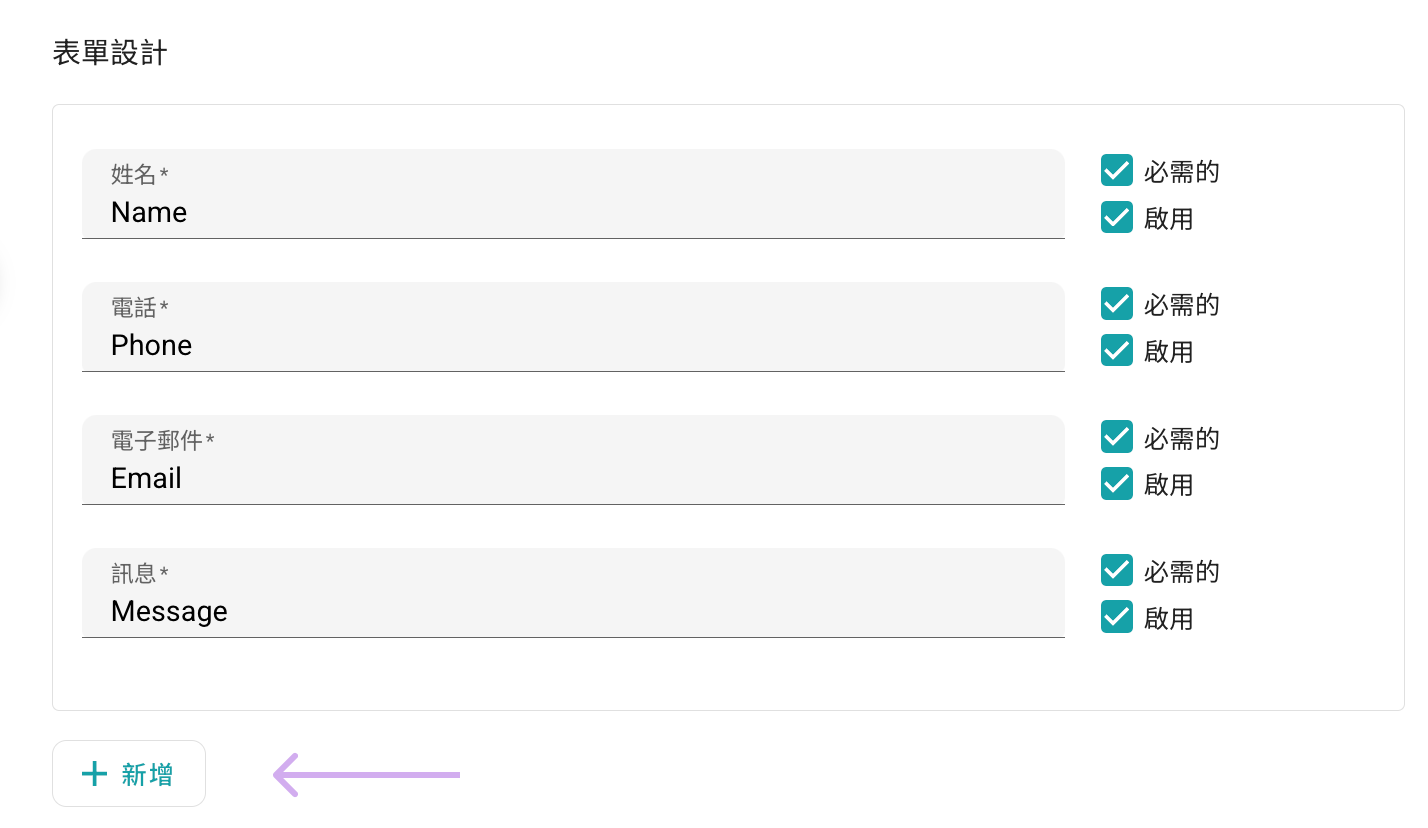 表單設計
姓名*
Name
必需的
啟用
電話*
Phone
必需的
啟用
電子郵件*
Email
必需的
啟用
訊息*
Message
必需的
啟用
+ 新增